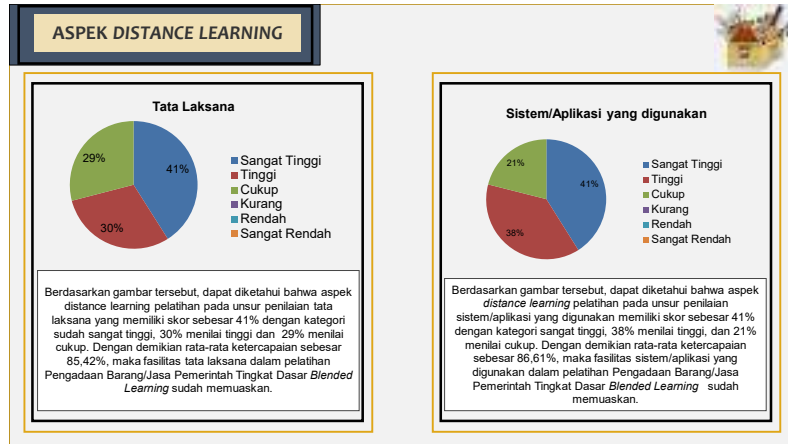 ASPEK DISTANCE LEARNING
Tata Laksana
29%
41%
30%
Sangat Tinggi
Tinggi
Cukup
Kurang
Rendah
Sangat Rendah
Berdasarkan gambar tersebut, dapat diketahui bahwa aspek
distance learning pelatihan pada unsur penilaian tata
laksana yang memiliki skor sebesar 41% dengan kategori
sudah sangat tinggi, 30% menilai tinggi dan 29% menilai
cukup. Dengan demikian rata-rata ketercapaian sebesar
85,42%, maka fasilitas tata laksana dalam pelatihan
Pengadaan Barang/Jasa Pemerintah Tingkat Dasar Blended
Learning sudah memuaskan.
Sistem/Aplikasi yang digunakan
21%
41%
38%
Sangat Tinggi
Tinggi
Cukup
Kurang
Rendah
Sangat Rendah
Berdasarkan gambar tersebut, dapat diketahui bahwa aspek
distance learning pelatihan pada unsur penilaian
sistem/aplikasi yang digunakan memiliki skor sebesar 41%
dengan kategori sangat tinggi, 38% menilai tinggi, dan 21%
menilai cukup. Dengan demikian rata-rata ketercapaian
sebesar 86,61%, maka fasilitas sistem/aplikasi yang
digunakan dalam pelatihan Pengadaan Barang/Jasa
Pemerintah Tingkat Dasar Blended Learning sudah
memuaskan.